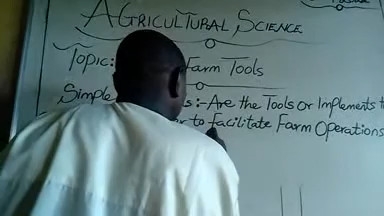 AGRICULTURAL SCIENCE
Topic: Farm Tools
Simple :- Are the Tools or Implements
to facilitate Farm Operations